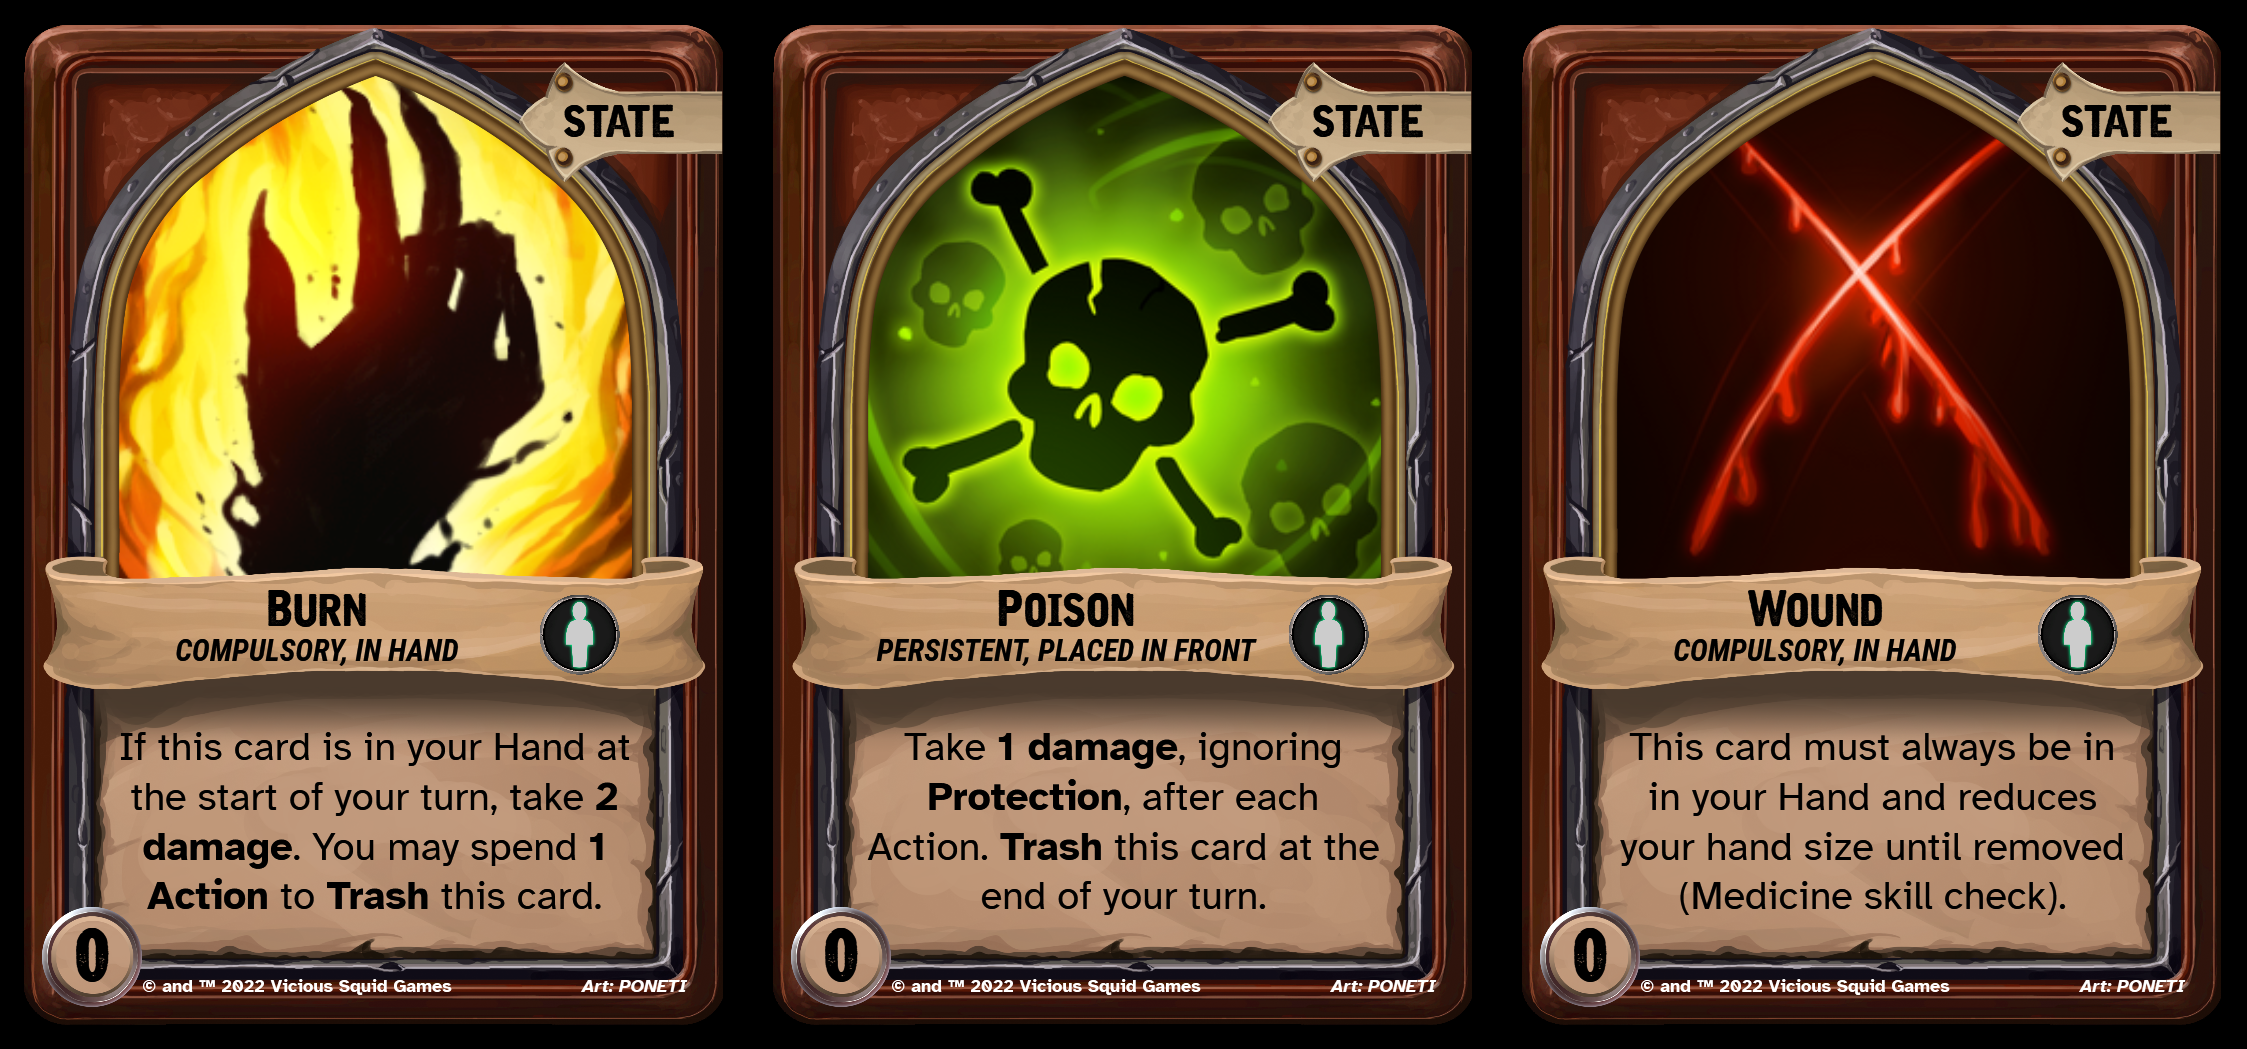 STATE
BURN
COMPULSORY, IN HAND
If this card is in your Hand at
the start of your turn, take 2
damage. You may spend 1
Action to Trash this card.
0
© and ™ 2022 Vicious Squid Games
Art: PONETI
STATE
POISON
PERSISTENT, PLACED IN FRONT
Take 1 damage, ignoring
Protection, after each
Action. Trash this card at the
end of your turn.
0
© and ™ 2022 Vicious Squid Games
Art: PONETI
STATE
WOUND
COMPULSORY, IN HAND
This card must always be in
in your Hand and reduces
your hand size until removed
(Medicine skill check).
0
© and ™ 2022 Vicious Squid Games
Art: PONETI